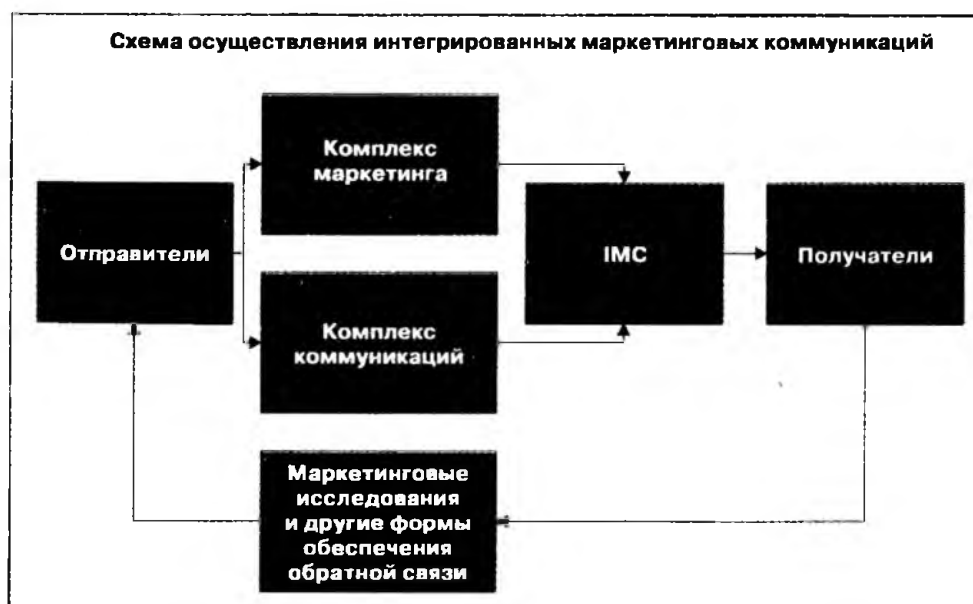 Схема осуществления интегрированных маркетинговых коммуникаций
Комплекс
маркетинга
Отправители
IMC
Получатели
Комплекс
коммуникаций
Маркетинговые
исследования
и другие формы
обеспечения
обратной связи